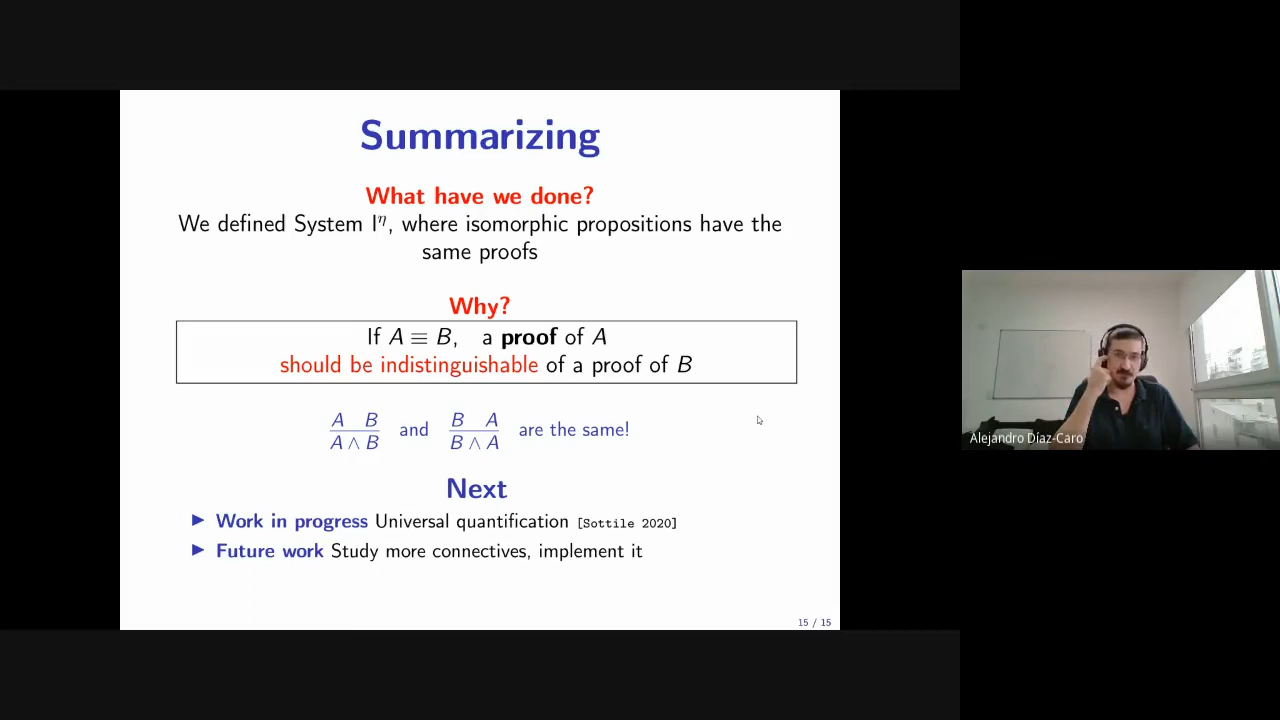 Summarizing
What have we done?
We defined System I^η, where isomorphic propositions have the
same proofs
Why?
If A ≡ B, a proof of A
should be indistinguishable of a proof of B
A B / A ∧ B and B A / B ∧ A are the same!
Next
▶ Work in progress Universal quantification [Sottile 2020]
▶ Future work Study more connectives, implement it
15 / 15
Alejandro Díaz-Caro